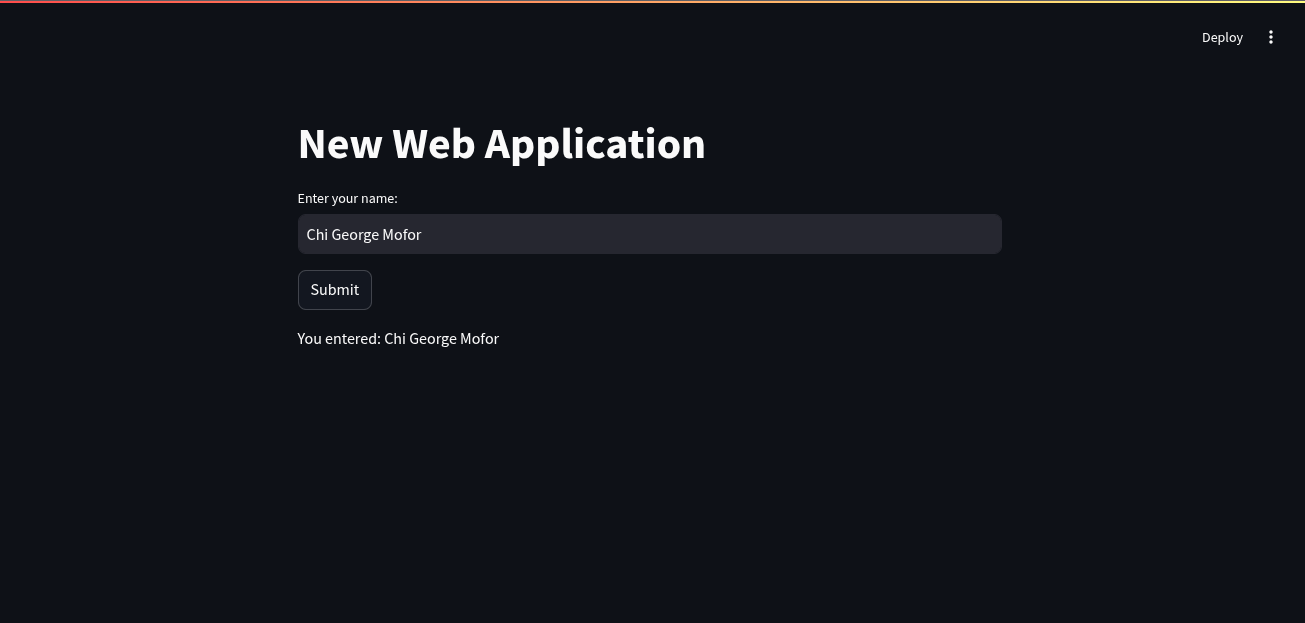 Deploy
New Web Application
Enter your name:
Chi George Mofor
Submit
You entered: Chi George Mofor